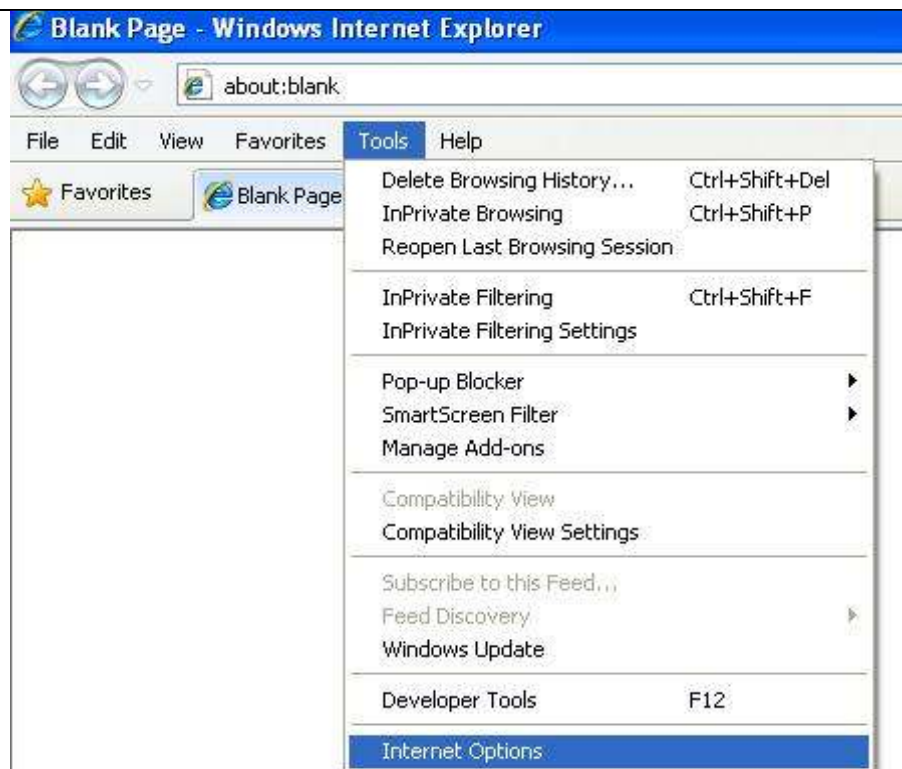 Blank Page - Windows Internet Explorer
about:blank
File Edit View Favorites Tools Help
Favorites Blank Page
Delete Browsing History... Ctrl+Shift+Del
InPrivate Browsing Ctrl+Shift+P
Reopen Last Browsing Session
InPrivate Filtering Ctrl+Shift+F
InPrivate Filtering Settings
Pop-up Blocker
SmartScreen Filter
Manage Add-ons
Compatibility View
Compatibility View Settings
Subscribe to this Feed...
Feed Discovery
Windows Update
Developer Tools F12
Internet Options